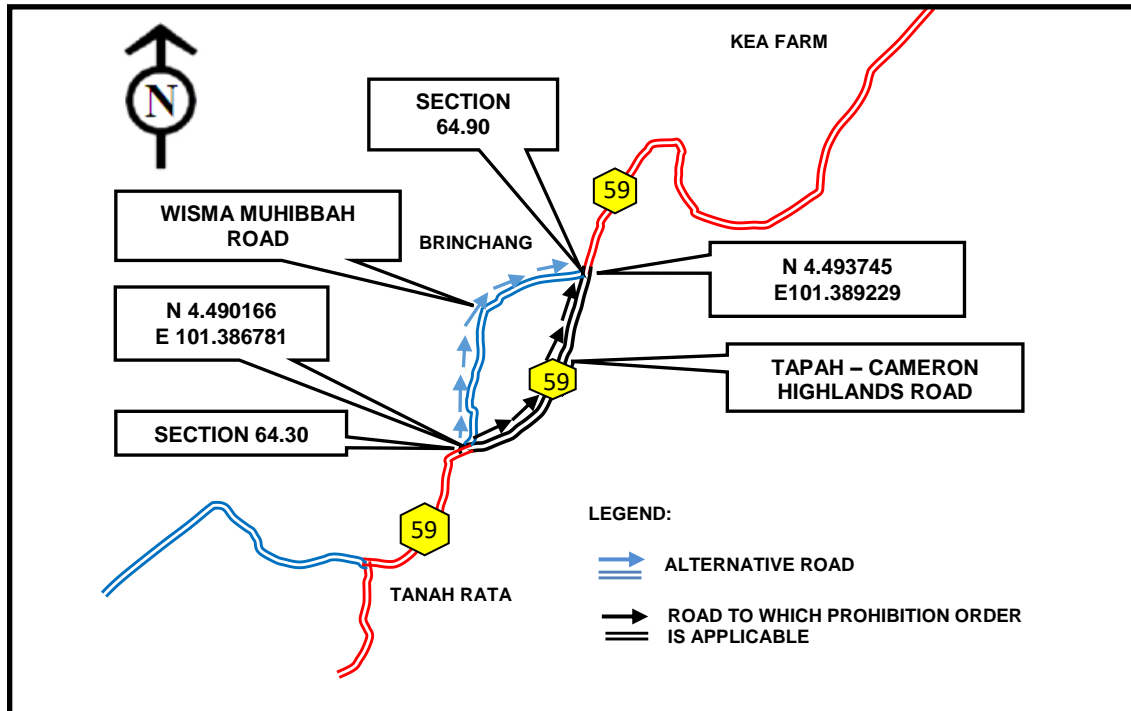 KEA FARM
N
SECTION
64.90
59
WISMA MUHIBBAH
ROAD
BRINCHANG
N 4.493745
E101.389229
N 4.490166
E 101.386781
59
TAPAH – CAMERON
HIGHLANDS ROAD
SECTION 64.30
59
LEGEND:
ALTERNATIVE ROAD
TANAH RATA
ROAD TO WHICH PROHIBITION ORDER
IS APPLICABLE